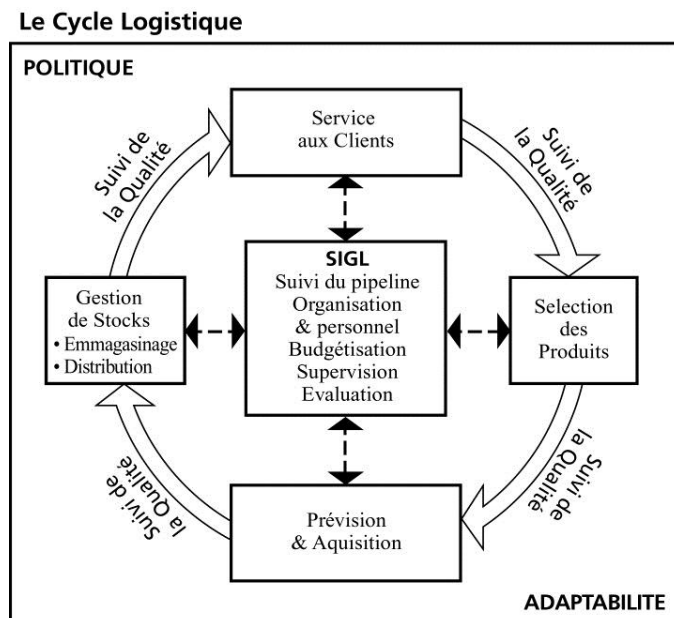 Le Cycle Logistique
POLITIQUE
Service
aux Clients
Suivi de
la Qualité
Suivi de
la Qualité
SIGL
Suivi du pipeline
Organisation
& personnel
Budgétisation
Supervision
Evaluation
Gestion
de Stocks
• Emmagasinage
• Distribution
Selection
des
Produits
Suivi de
la Qualité
Suivi de
la Qualité
Prévision
& Aquisition
ADAPTABILITE